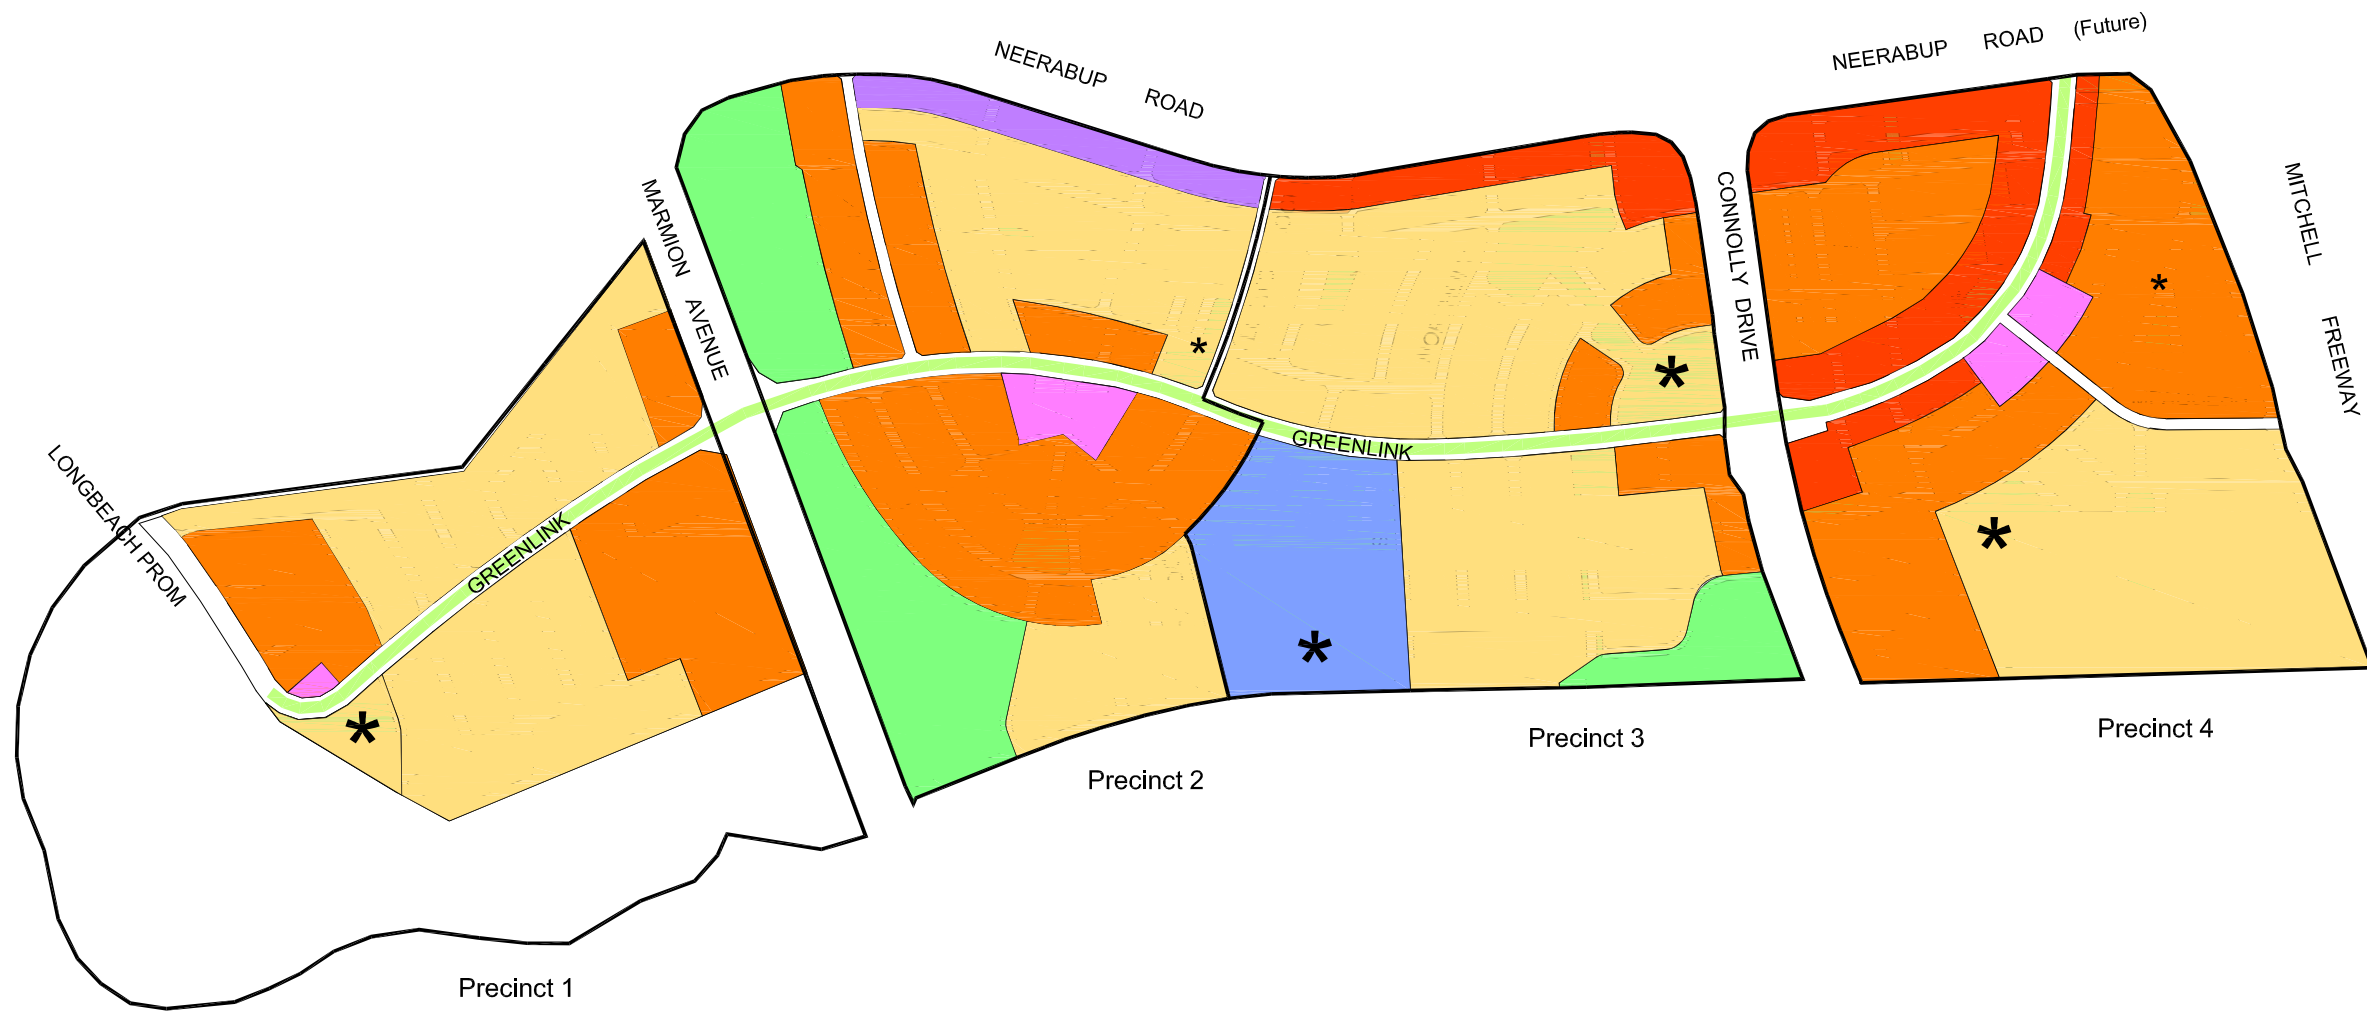 NEERABUP ROAD
NEERABUP ROAD (Future)
MARMION AVENUE
CONNOLLY DRIVE
MITCHELL FREEWAY
LONGBEACH PROM
GREENLINK
GREENLINK
*
*
*
*
*
*
Precinct 1
Precinct 2
Precinct 3
Precinct 4